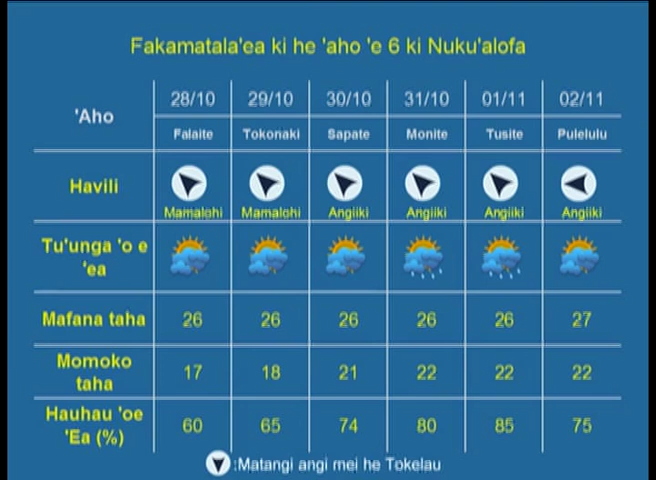 Fakamatala'ea ki he 'aho 'e 6 ki Nuku'alofa
'Aho 28/10 29/10 30/10 31/10 01/11 02/11
Falaite Tokonaki Sapate Monite Tusite Pulelulu
Havili
Mamalohi Mamalohi Angiiki Angiiki Angiiki Angiiki
Tu'unga 'o e
'ea
Mafana taha 26 26 26 26 26 27
Momoko
taha 17 18 21 22 22 22
Hauhau 'oe
'Ea (%) 60 65 74 80 85 75
:Matangi angi mei he Tokelau